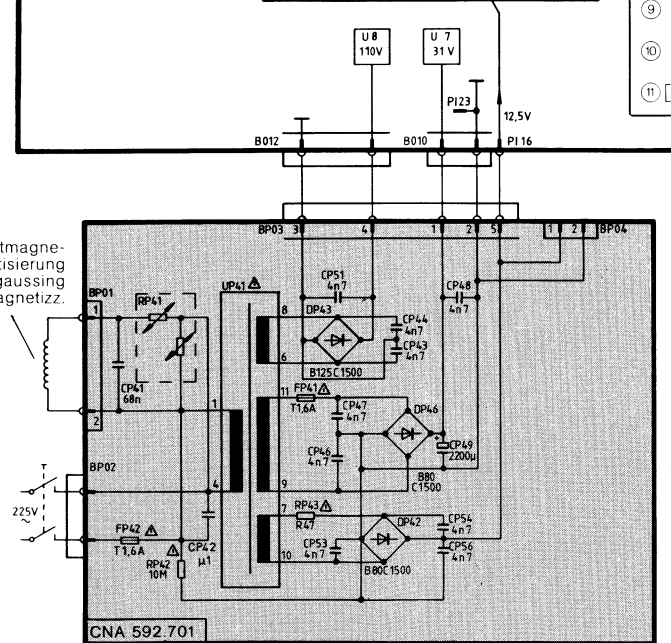 9
U 8
110V
U 7
31 V
10
PI23
11
12,5V
B012
B010
PI 16
tmagne-
tisierung
gaussing
agnetizz.
BP03
3
4
1
2
5
1
2
BP04
CP51
4n7
CP48
4n7
BP01
1
RP41
UP41
8
DP43
CP44
4n7
CP43
4n7
6
B125C1500
CP41
68n
2
11
FP41
T1,6A
1
CP47
4n7
DP46
CP46
4n7
CP49
2200µ
B80
C1500
4
9
BP02
225V
~
7
RP43
R47
DP42
CP54
4n7
FP42
T1,6A
CP42
µ1
CP53
4n7
CP56
4n7
10
B80C1500
RP42
10M
CNA 592.701